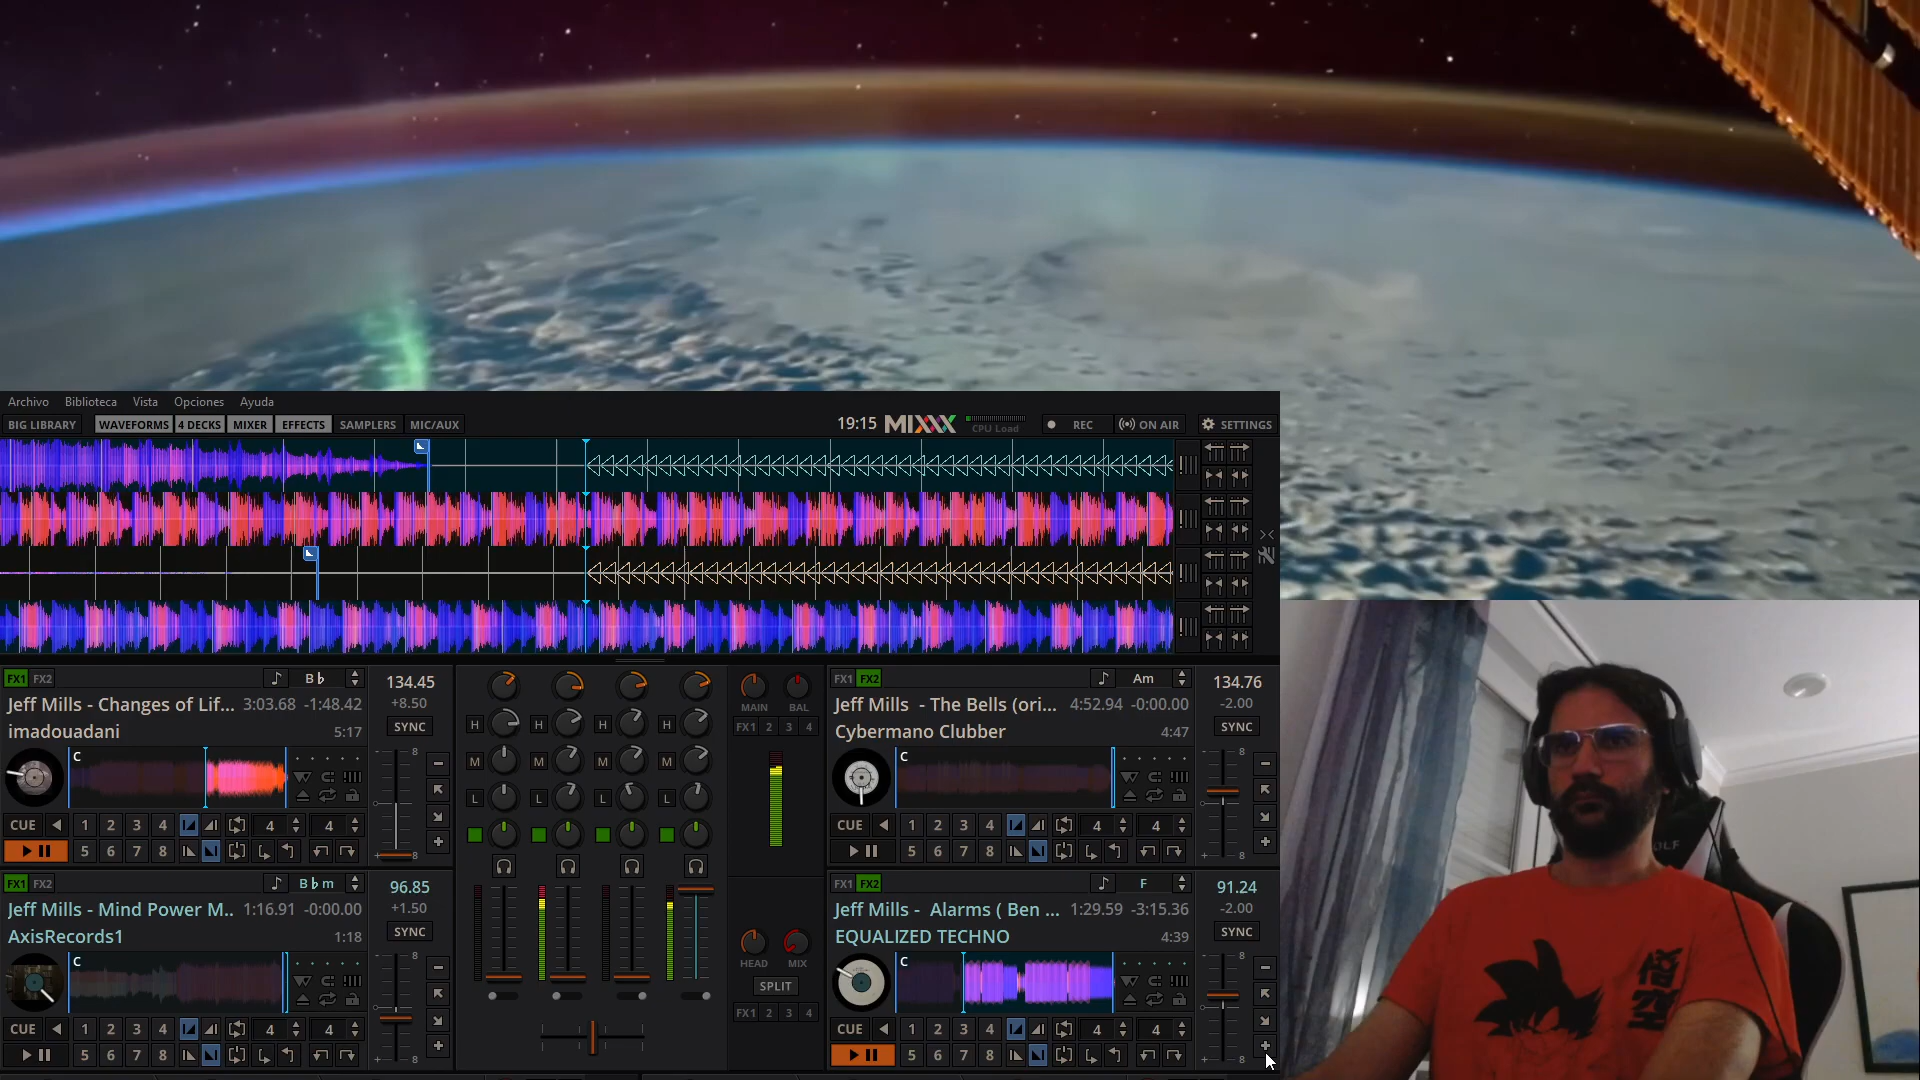 Archivo Biblioteca Vista Opciones Ayuda
BIG LIBRARY WAVEFORMS 4 DECKS MIXER EFFECTS SAMPLERS MIC/AUX 19:15 MIXXX CPU Load REC ON AIR SETTINGS
FX1 FX2 B♭
134.45
Jeff Mills - Changes of Lif... 3:03.68 -1:48.42
+8.50
imadouadani 5:17
SYNC
C
8
CUE 1 2 3 4 4 4
5 6 7 8
8
FX1 FX2 B♭m
96.85
Jeff Mills - Mind Power M.. 1:16.91 -0:00.00
+1.50
AxisRecords1 1:18
SYNC
C
8
CUE 1 2 3 4 4 4
5 6 7 8
8
H H H H
M M M M
L L L L
MAIN BAL
FX1 2 3 4
HEAD MIX
SPLIT
FX1 2 3 4
FX1 FX2 Am
134.76
Jeff Mills - The Bells (ori... 4:52.94 -0:00.00
-2.00
Cybermano Clubber 4:47
SYNC
C
8
CUE 1 2 3 4 4 4
5 6 7 8
8
FX1 FX2 F
91.24
Jeff Mills - Alarms ( Ben ... 1:29.59 -3:15.36
-2.00
EQUALIZED TECHNO 4:39
SYNC
C
8
CUE 1 2 3 4 4 4
5 6 7 8
8